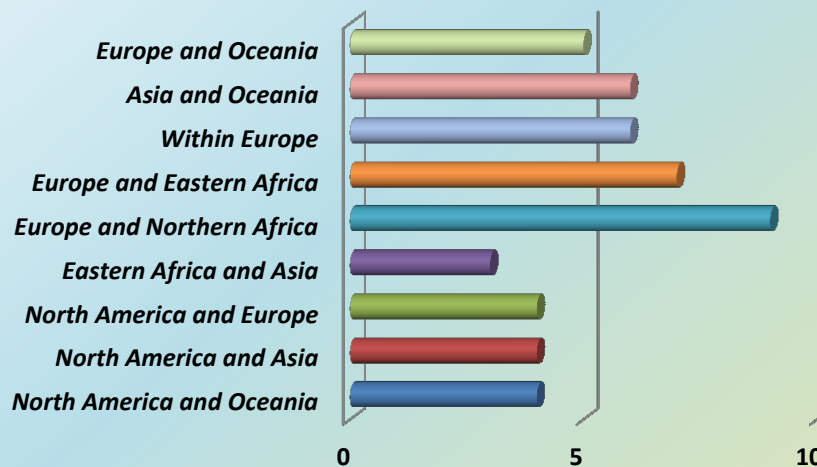 Europe and Oceania
Asia and Oceania
Within Europe
Europe and Eastern Africa
Europe and Northern Africa
Eastern Africa and Asia
North America and Europe
North America and Asia
North America and Oceania
0 5 10